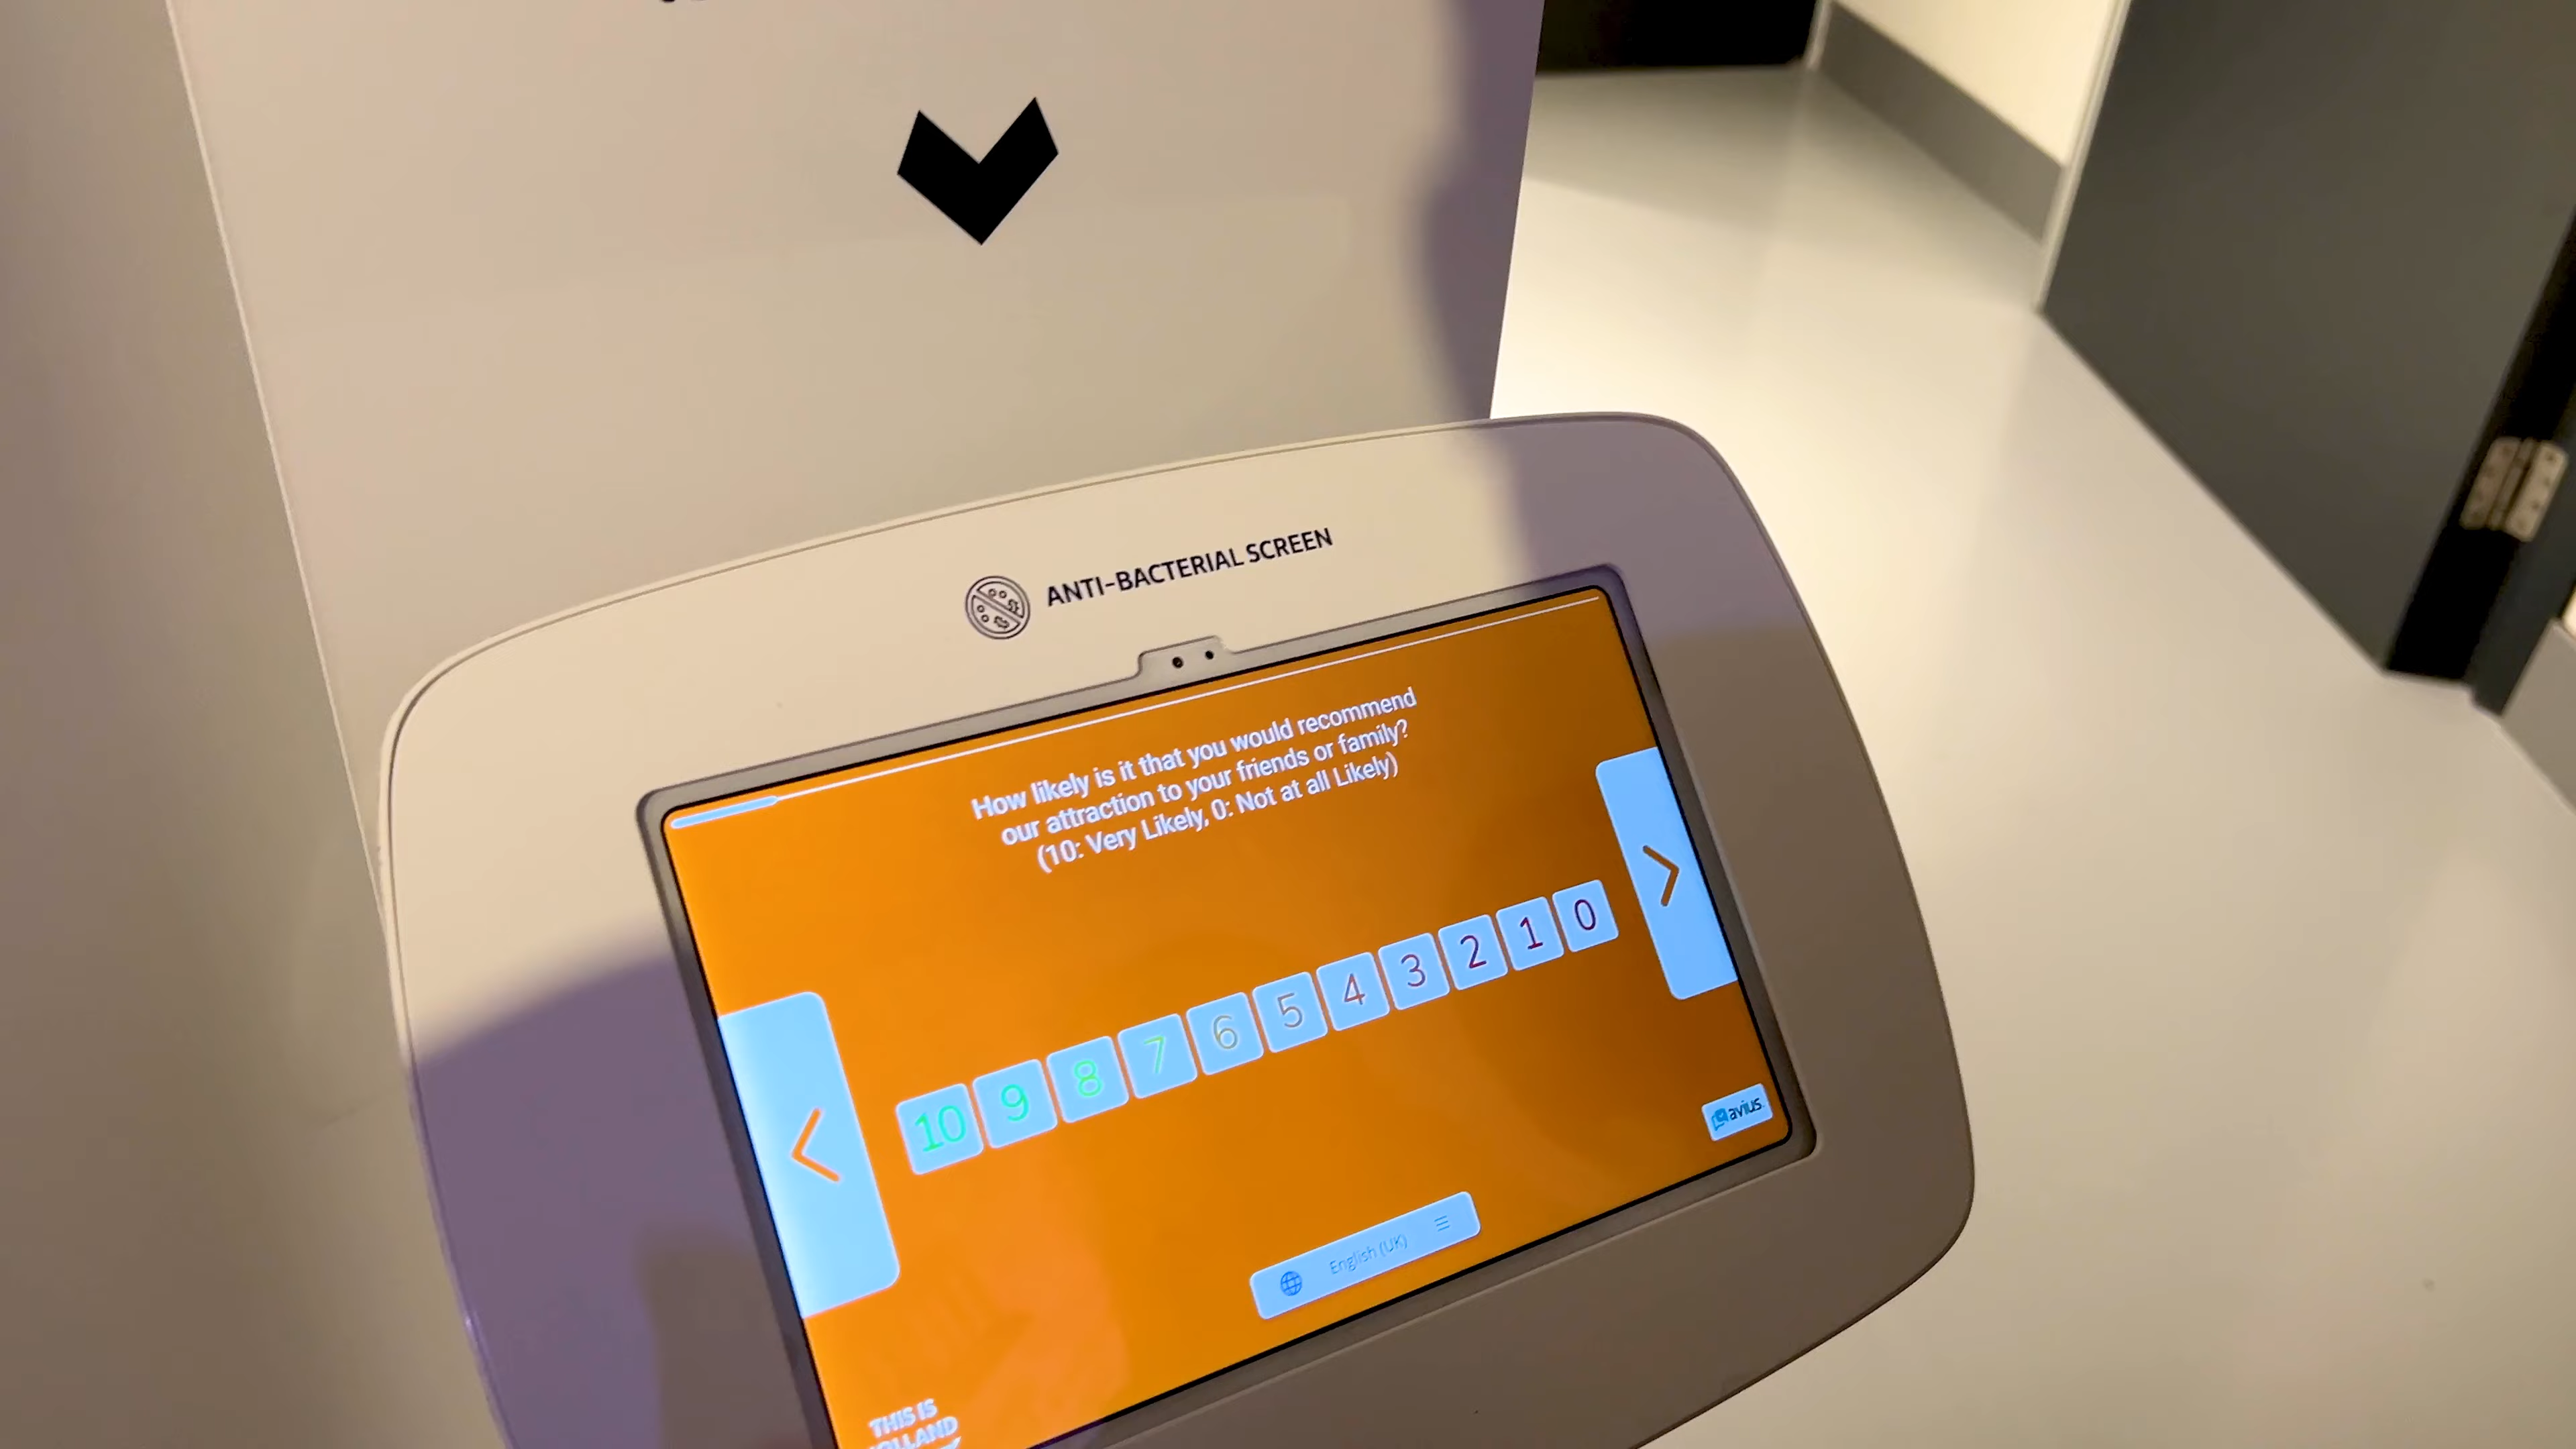 ANTI-BACTERIAL SCREEN
How likely is it that you would recommend
our attraction to your friends or family?
(10: Very Likely, 0: Not at all Likely)
10 9 8 7 6 5 4 3 2 1 0
avius
English (UK)
THIS IS